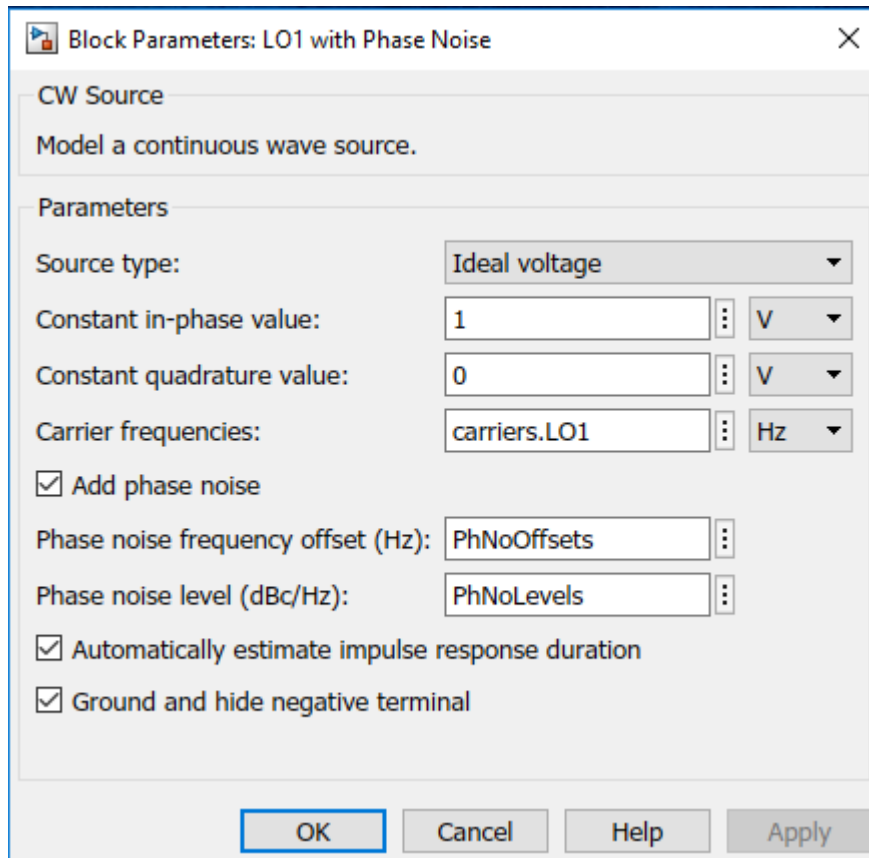 Block Parameters: LO1 with Phase Noise
CW Source
Model a continuous wave source.
Parameters
Source type: Ideal voltage
Constant in-phase value: 1 V
Constant quadrature value: 0 V
Carrier frequencies: carriers.LO1 Hz
Add phase noise
Phase noise frequency offset (Hz): PhNoOffsets
Phase noise level (dBc/Hz): PhNoLevels
Automatically estimate impulse response duration
Ground and hide negative terminal
OK Cancel Help Apply